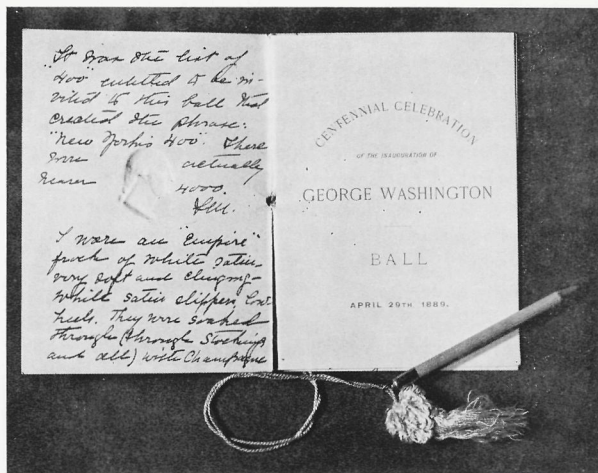 "It was the list of
400" entitled to be in-
vited to this ball that
created the phrase:
"New York's 400". There
were actually
nearer 4000.
I wore an "Empire"
frock of white satin
very soft and clinging-
white satin slippers, low
heels. They were soaked
through (through stockings
and all) with Champagne
CENTENNIAL CELEBRATION
OF THE INAUGURATION OF
GEORGE WASHINGTON
BALL
APRIL 29TH 1889.